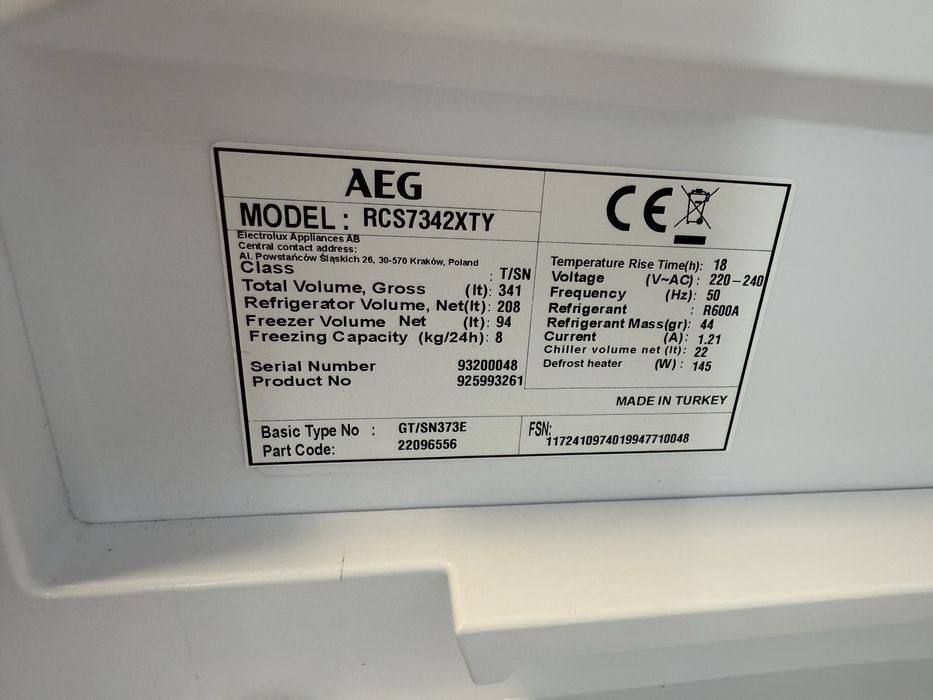 AEG
MODEL : RCS7342XTY
Electrolux Appliances AB
Central contact address:
Al. Powstańców Śląskich 26, 30-570 Kraków, Poland
Class : T/SN
Total Volume, Gross (lt): 341
Refrigerator Volume, Net(lt): 208
Freezer Volume Net (lt): 94
Freezing Capacity (kg/24h): 8
Serial Number 93200048
Product No 925993261
CE
Temperature Rise Time(h): 18
Voltage (V~AC) : 220-240
Frequency (Hz) : 50
Refrigerant : R600A
Refrigerant Mass(gr): 44
Current (A) : 1.21
Chiller volume net (lt): 22
Defrost heater (W) : 145
MADE IN TURKEY
Basic Type No : GT/SN373E
Part Code: 22096556
FSN:
1172410974019947710048